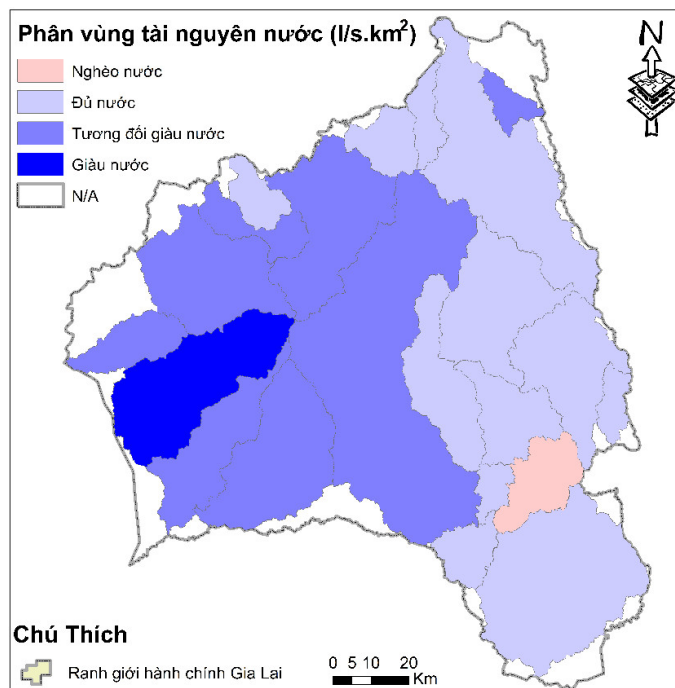 Phân vùng tài nguyên nước (l/s.km²)
N
Nghèo nước
Đủ nước
Tương đối giàu nước
Giàu nước
N/A
Chú Thích
Ranh giới hành chính Gia Lai
0 5 10 20
Km